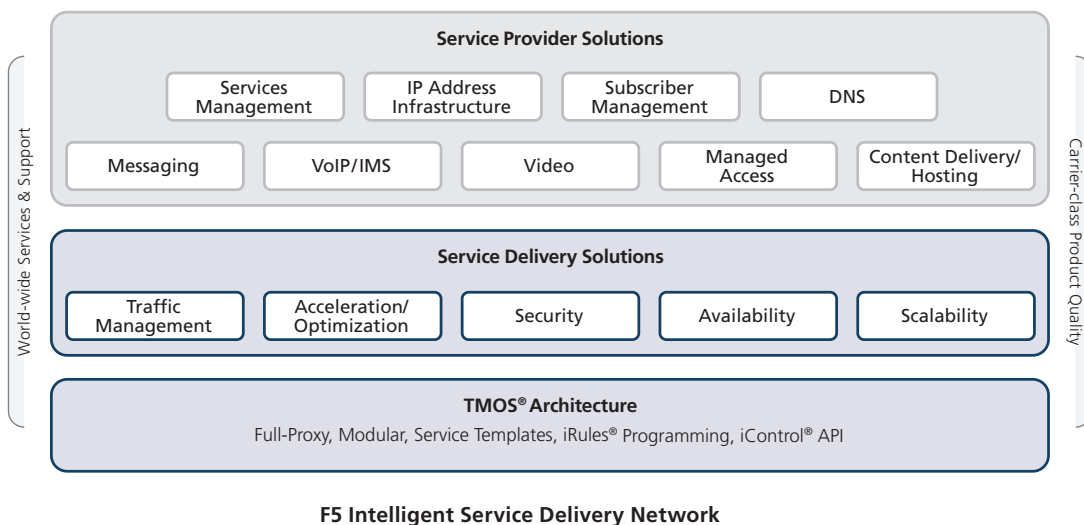 Service Provider Solutions
Services
Management
IP Address
Infrastructure
Subscriber
Management
DNS
Messaging
VoIP/IMS
Video
Managed
Access
Content Delivery/
Hosting
World-wide Services & Support
Carrier-class Product Quality
Service Delivery Solutions
Traffic
Management
Acceleration/
Optimization
Security
Availability
Scalability
TMOS® Architecture
Full-Proxy, Modular, Service Templates, iRules® Programming, iControl® API
F5 Intelligent Service Delivery Network